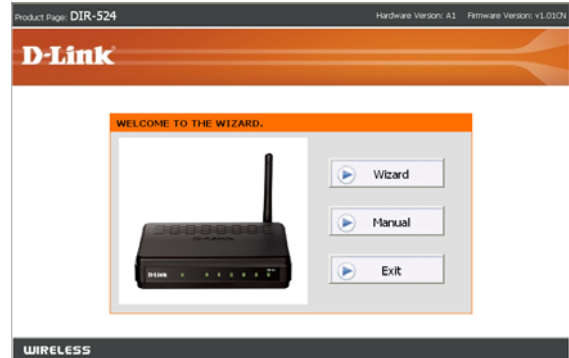 Product Page: DIR-524
Hardware Version: A1 Firmware Version: v1.01CN
D-Link
WELCOME TO THE WIZARD.
Wizard
Manual
Exit
D-Link
WIRELESS